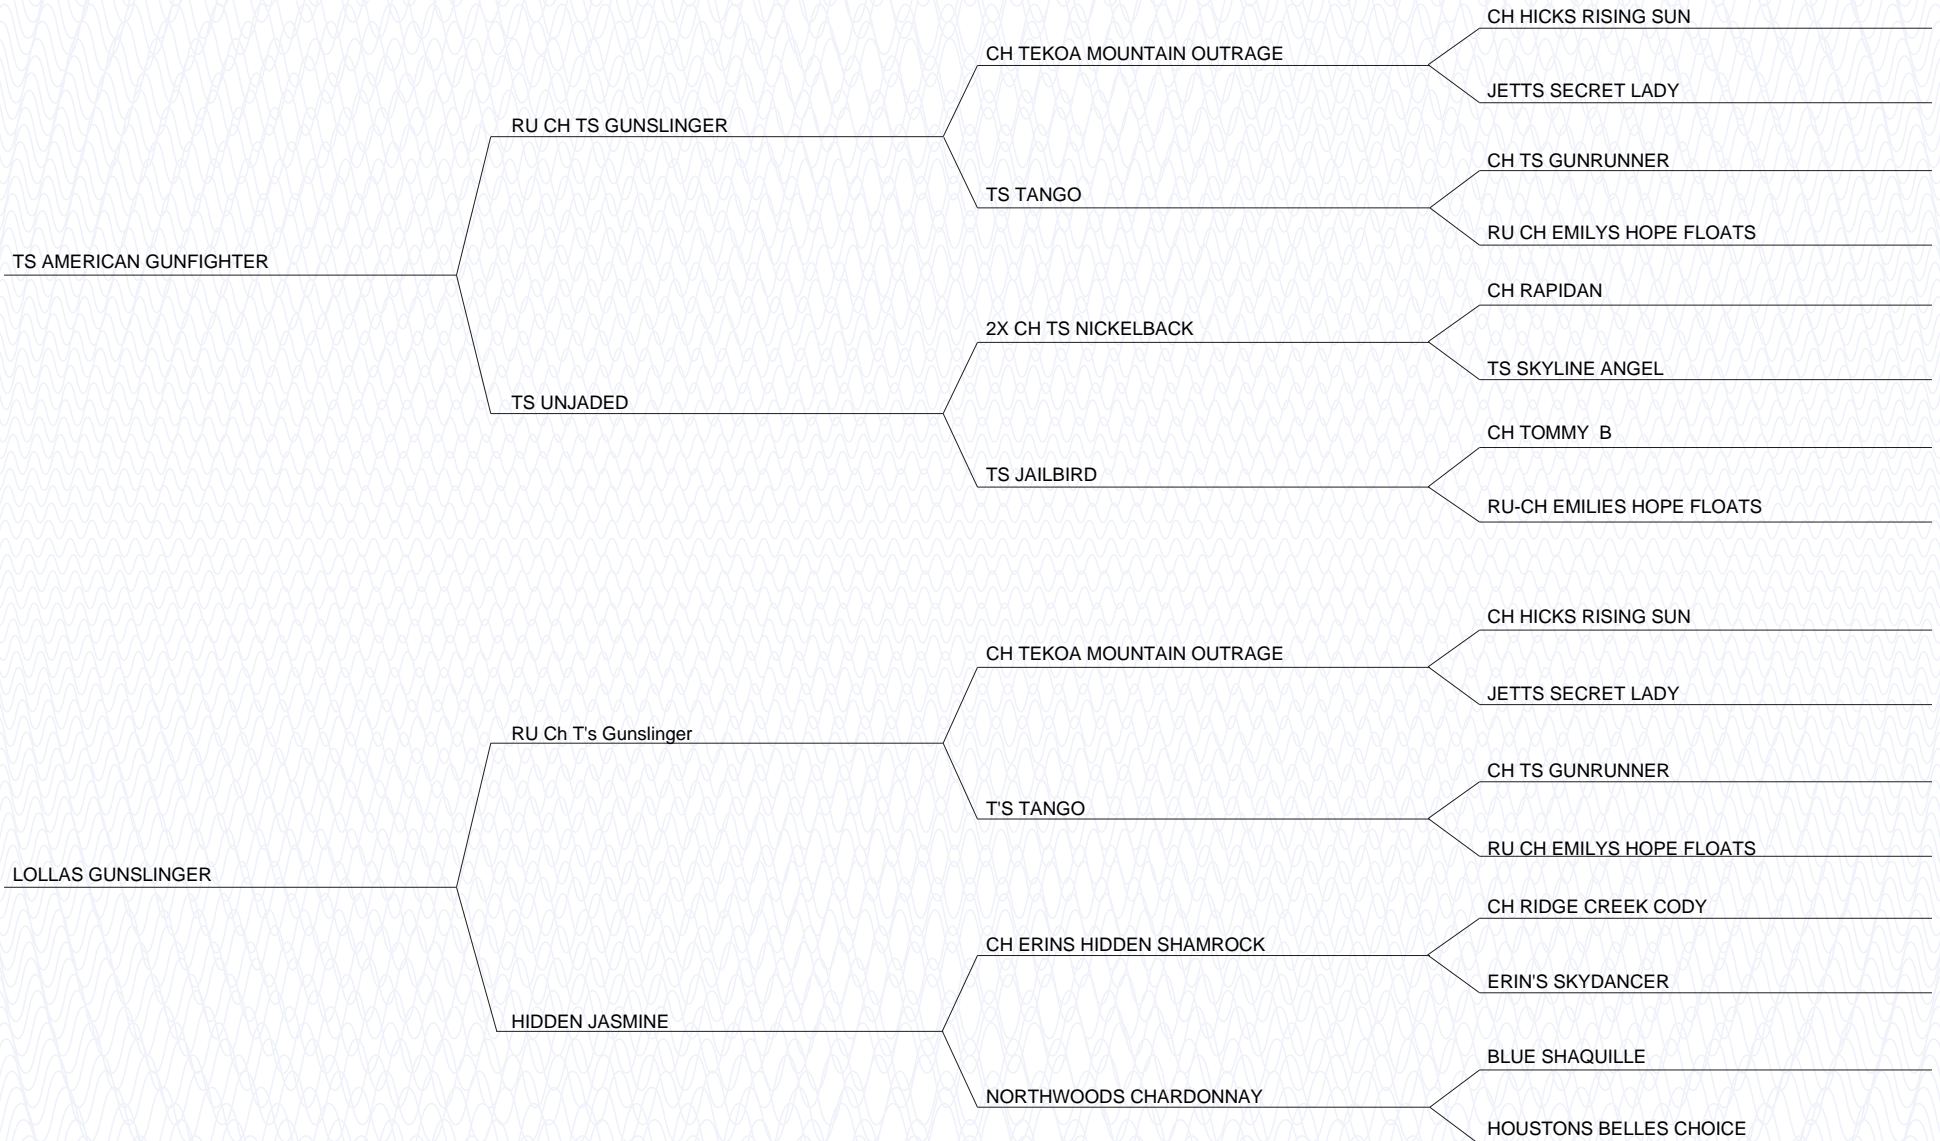 CH HICKS RISING SUN
CH TEKOA MOUNTAIN OUTRAGE
JETTS SECRET LADY
RU CH TS GUNSLINGER
CH TS GUNRUNNER
TS TANGO
RU CH EMILYS HOPE FLOATS
TS AMERICAN GUNFIGHTER
CH RAPIDAN
2X CH TS NICKELBACK
TS SKYLINE ANGEL
TS UNJADED
CH TOMMY  B
TS JAILBIRD
RU-CH EMILIES HOPE FLOATS
CH HICKS RISING SUN
CH TEKOA MOUNTAIN OUTRAGE
JETTS SECRET LADY
RU Ch T's Gunslinger
CH TS GUNRUNNER
T'S TANGO
RU CH EMILYS HOPE FLOATS
LOLLAS GUNSLINGER
CH RIDGE CREEK CODY
CH ERINS HIDDEN SHAMROCK
ERIN'S SKYDANCER
HIDDEN JASMINE
BLUE SHAQUILLE
NORTHWOODS CHARDONNAY
HOUSTONS BELLES CHOICE